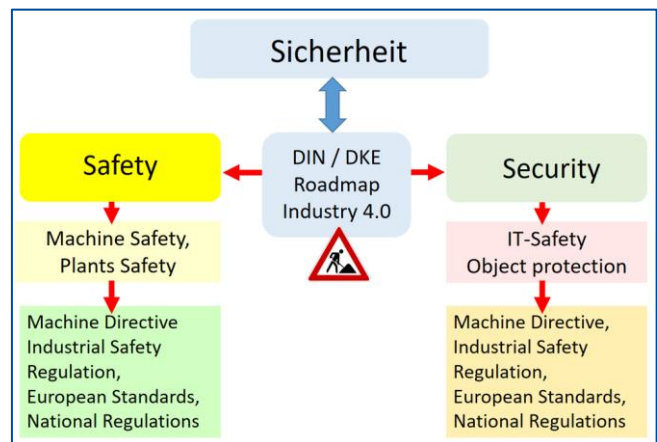 Sicherheit
DIN / DKE
Roadmap
Industry 4.0
Safety
Machine Safety,
Plants Safety
Machine Directive
Industrial Safety
Regulation,
European Standards,
National Regulations
Security
IT-Safety
Object protection
Machine Directive,
Industrial Safety
Regulation,
European Standards,
National Regulations